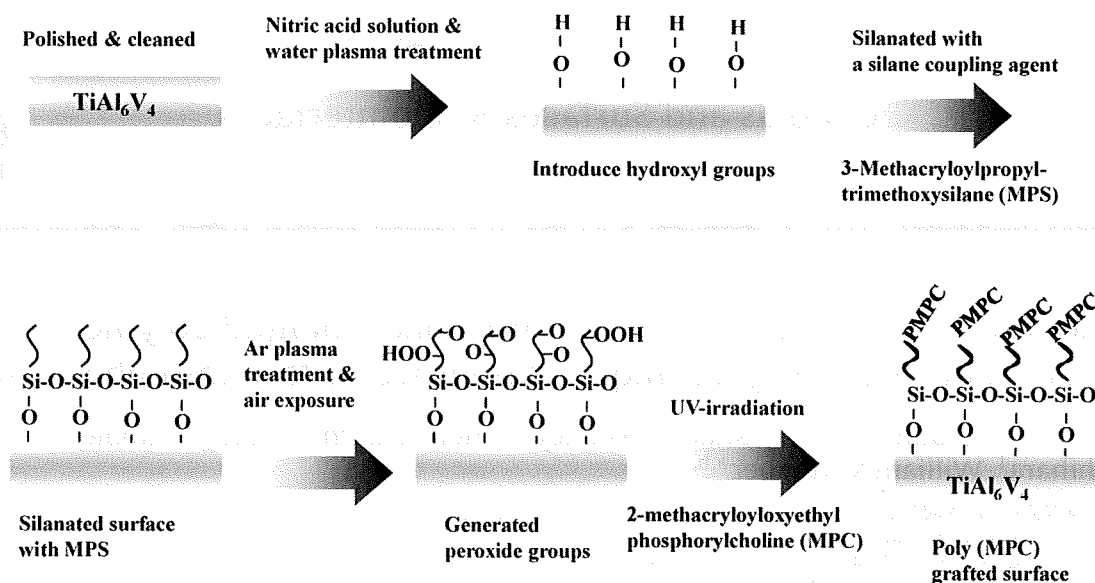 Polished & cleaned
TiAl6V4
Nitric acid solution &
water plasma treatment
H H H H
O O O O
Introduce hydroxyl groups
Silanated with
a silane coupling agent
3-Methacryloylpropyl-
trimethoxysilane (MPS)
Si-O-Si-O-Si-O-Si-O
O O O O
Silanated surface
with MPS
Ar plasma
treatment &
air exposure
O O O OOH
HOO O O
Si-O-Si-O-Si-O-Si-O
O O O O
Generated
peroxide groups
UV-irradiation
2-methacryloyloxyethyl
phosphorylcholine (MPC)
PMPC PMPC PMPC PMPC
Si-O-Si-O-Si-O-Si-O
O O O O
TiAl6V4
Poly (MPC)
grafted surface